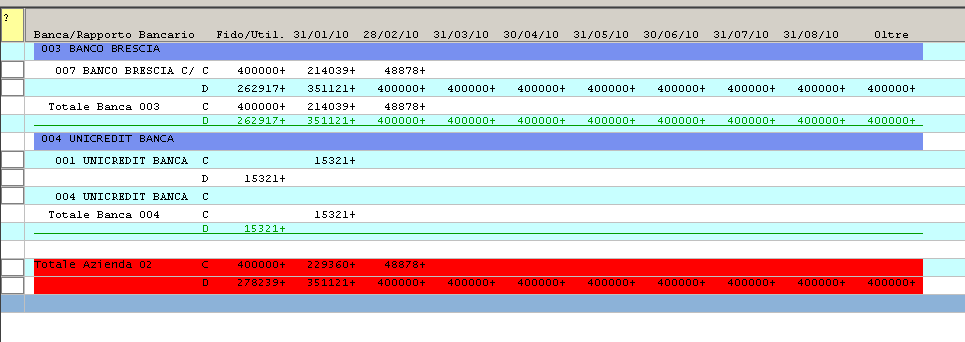 ?
Banca/Rapporto Bancario Fido/Util. 31/01/10 28/02/10 31/03/10 30/04/10 31/05/10 30/06/10 31/07/10 31/08/10 Oltre
003 BANCO BRESCIA
007 BANCO BRESCIA C/ C 400000+ 214039+ 48878+
D 262917+ 351121+ 400000+ 400000+ 400000+ 400000+ 400000+ 400000+ 400000+ 400000+
Totale Banca 003 C 400000+ 214039+ 48878+
D 262917+ 351121+ 400000+ 400000+ 400000+ 400000+ 400000+ 400000+ 400000+ 400000+
004 UNICREDIT BANCA
001 UNICREDIT BANCA C 15321+
D 15321+
004 UNICREDIT BANCA C
Totale Banca 004 C 15321+
D 15321+
Totale Azienda 02 C 400000+ 229360+ 48878+
D 278239+ 351121+ 400000+ 400000+ 400000+ 400000+ 400000+ 400000+ 400000+ 400000+